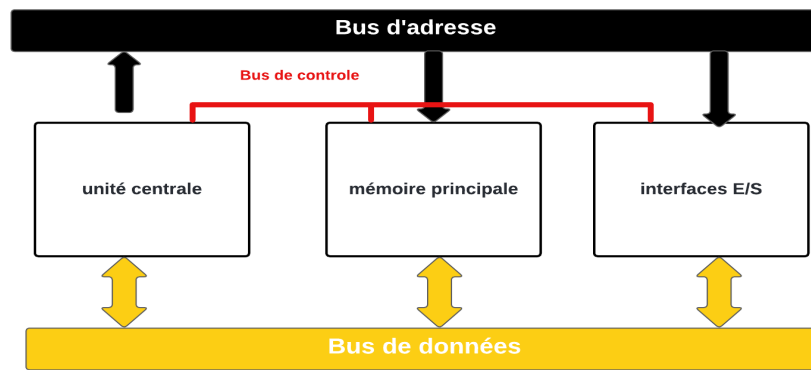 Bus d'adresse
Bus de controle
unité centrale
mémoire principale
interfaces E/S
Bus de données